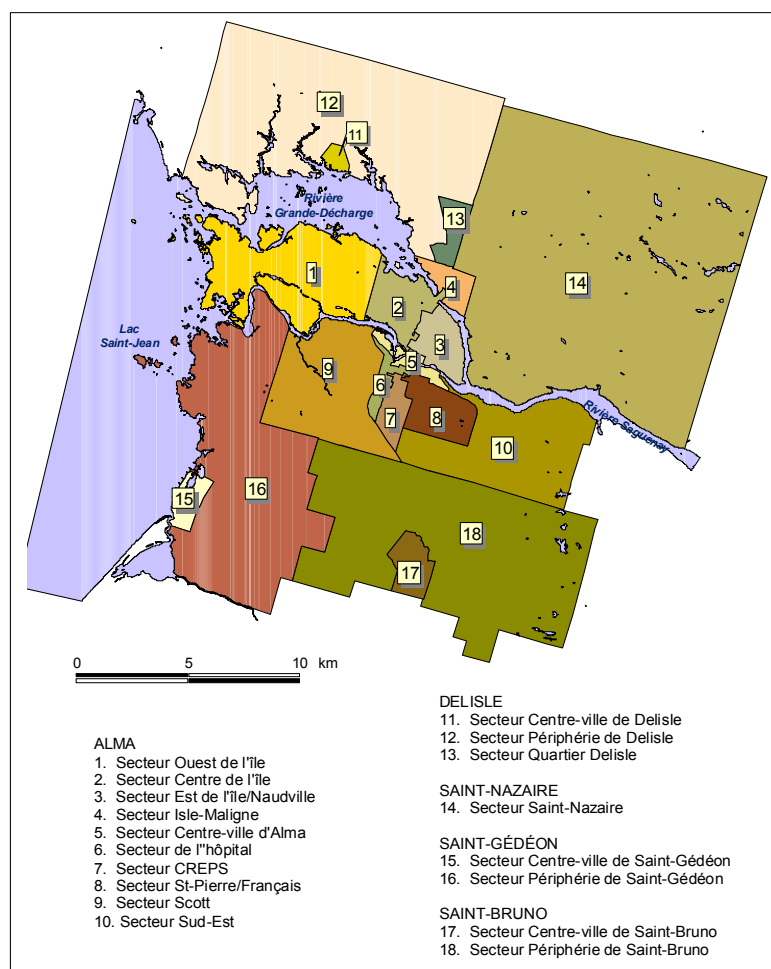 12
11
Rivière
Grande-Décharge
13
1
4
14
2
Lac
Saint-Jean
3
5
9
6
7
8
Rivière Saguenay
10
15
16
18
17
0 5 10 km
ALMA
1. Secteur Ouest de l'île
2. Secteur Centre de l'île
3. Secteur Est de l'île/Naudville
4. Secteur Isle-Maligne
5. Secteur Centre-ville d'Alma
6. Secteur de l''hôpital
7. Secteur CREPS
8. Secteur St-Pierre/Français
9. Secteur Scott
10. Secteur Sud-Est
DELISLE
11. Secteur Centre-ville de Delisle
12. Secteur Périphérie de Delisle
13. Secteur Quartier Delisle
SAINT-NAZAIRE
14. Secteur Saint-Nazaire
SAINT-GÉDÉON
15. Secteur Centre-ville de Saint-Gédéon
16. Secteur Périphérie de Saint-Gédéon
SAINT-BRUNO
17. Secteur Centre-ville de Saint-Bruno
18. Secteur Périphérie de Saint-Bruno